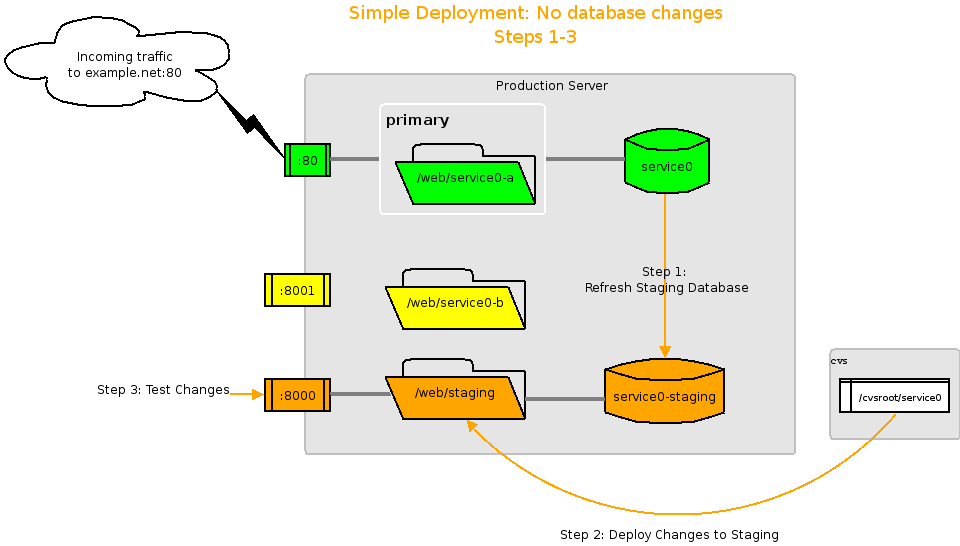 Simple Deployment: No database changes
Steps 1-3
Incoming traffic
to example.net:80
Production Server
primary
:80
/web/service0-a
service0
Step 1:
Refresh Staging Database
:8001
/web/service0-b
cvs
/cvsroot/service0
Step 3: Test Changes
:8000
/web/staging
service0-staging
Step 2: Deploy Changes to Staging